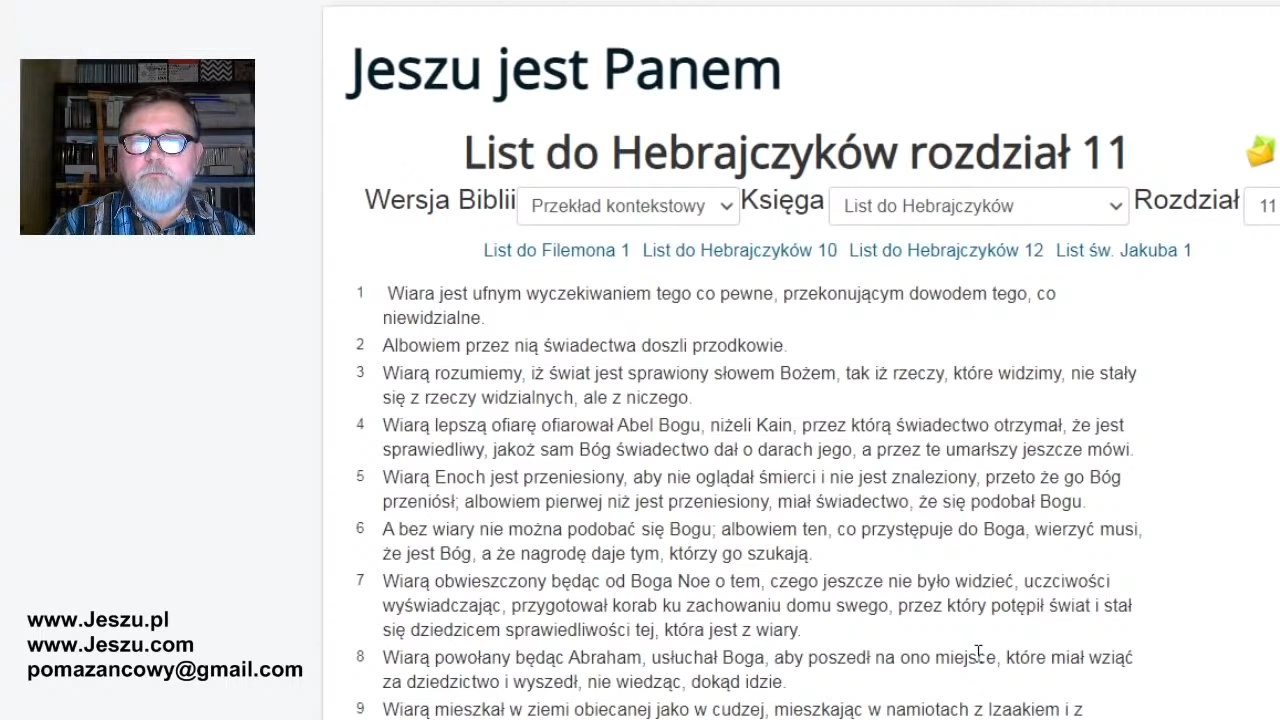 Jeszu jest Panem
List do Hebrajczyków rozdział 11
Wersja Biblii Przekład kontekstowy Księga List do Hebrajczyków Rozdział 11
List do Filemona 1 List do Hebrajczyków 10 List do Hebrajczyków 12 List św. Jakuba 1
1 Wiara jest ufnym wyczekiwaniem tego co pewne, przekonującym dowodem tego, co
niewidzialne.
2 Albowiem przez nią świadectwa doszli przodkowie.
3 Wiarą rozumiemy, iż świat jest sprawiony słowem Bożem, tak iż rzeczy, które widzimy, nie stały
się z rzeczy widzialnych, ale z niczego.
4 Wiarą lepszą ofiarę ofiarował Abel Bogu, niżeli Kain, przez którą świadectwo otrzymał, że jest
sprawiedliwy, jakoż sam Bóg świadectwo dał o darach jego, a przez te umarłszy jeszcze mówi.
5 Wiarą Enoch jest przeniesiony, aby nie oglądał śmierci i nie jest znaleziony, przeto że go Bóg
przeniósł; albowiem pierwej niż jest przeniesiony, miał świadectwo, że się podobał Bogu.
6 A bez wiary nie można podobać się Bogu; albowiem ten, co przystępuje do Boga, wierzyć musi,
że jest Bóg, a że nagrodę daje tym, którzy go szukają.
7 Wiarą obwieszczony będąc od Boga Noe o tem, czego jeszcze nie było widzieć, uczciwości
wyświadczając, przygotował korab ku zachowaniu domu swego, przez który potępił świat i stał
się dziedzicem sprawiedliwości tej, która jest z wiary.
8 Wiarą powołany będąc Abraham, usłuchał Boga, aby poszedł na ono miejsce, które miał wziąć
za dziedzictwo i wyszedł, nie wiedząc, dokąd idzie.
9 Wiarą mieszkał w ziemi obiecanej jako w cudzej, mieszkając w namiotach z Izaakiem i z
www.Jeszu.pl
www.Jeszu.com
pomazancowy@gmail.com